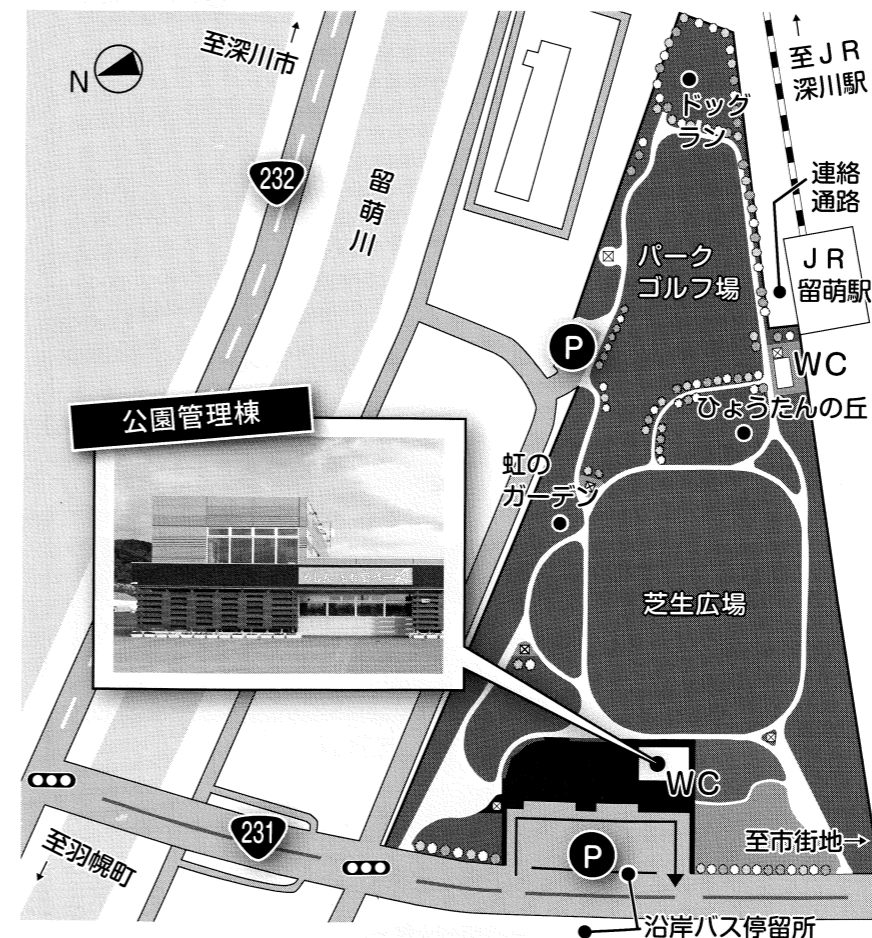 至深川市
N
232
留萌川
至JR
深川駅
ドッグ
ラン
連絡
通路
パーク
ゴルフ場
JR
留萌駅
P
WC
公園管理棟
ひょうたんの丘
虹の
ガーデン
芝生広場
WC
231
至羽幌町
P
至市街地→
沿岸バス停留所